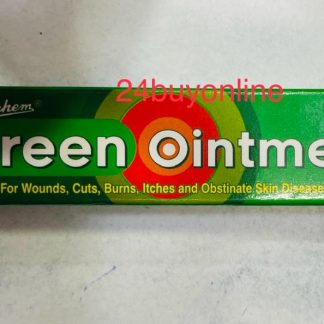 24buyonline
hem
reen Ointme
For Wounds, Cuts, Burns, Itches and Obstinate Skin Disease